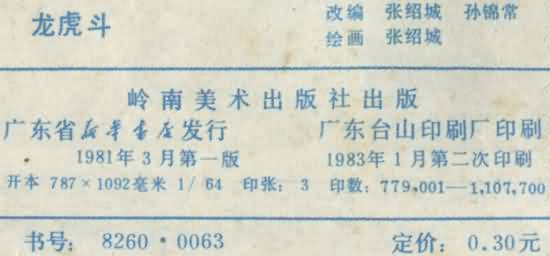 龙虎斗
改编 张绍城 孙锦常
绘画 张绍城
岭南美术出版社出版
广东省新华书店发行 广东台山印刷厂印刷
1981年3月第一版 1983年1月第二次印刷
开本 787×1092毫米 1/64 印张: 3 印数: 779,001—1,107,700
书号: 8260·0063 定价: 0.30元